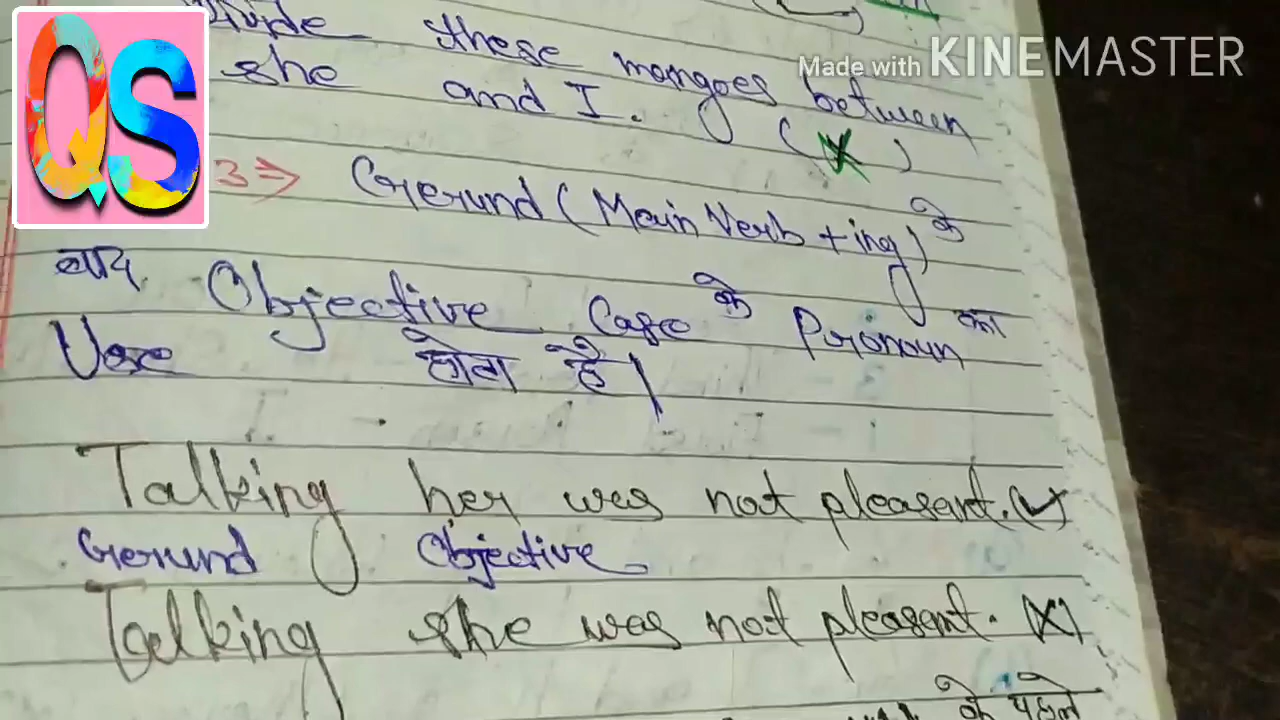 these mangoes between
Made with KINEMASTER
she and I. (X)
QS
3 ⇒ Gerund (Main Verb + ing) के
बाद Objective Case के Pronoun का
Use होता है।
Talking her was not pleasant. (✓)
Gerund Objective
Talking she was not pleasant. (X)
के पहले